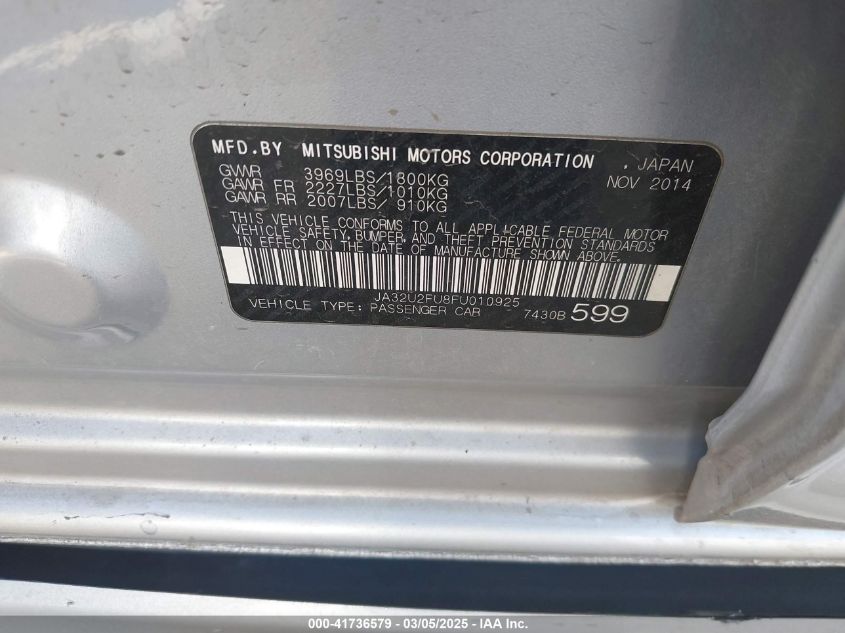 MFD.BY MITSUBISHI MOTORS CORPORATION . JAPAN
GVWR 3969LBS/1800KG NOV 2014
GAWR FR 2227LBS/1010KG
GAWR RR 2007LBS/ 910KG
THIS VEHICLE CONFORMS TO ALL APPLICABLE FEDERAL MOTOR
VEHICLE SAFETY, BUMPER, AND THEFT PREVENTION STANDARDS
IN EFFECT ON THE DATE OF MANUFACTURE SHOWN ABOVE.
JA32U2FU8FU010925
VEHICLE TYPE: PASSENGER CAR 7430B 599
000-41736579 — 03/05/2025 — IAA Inc.